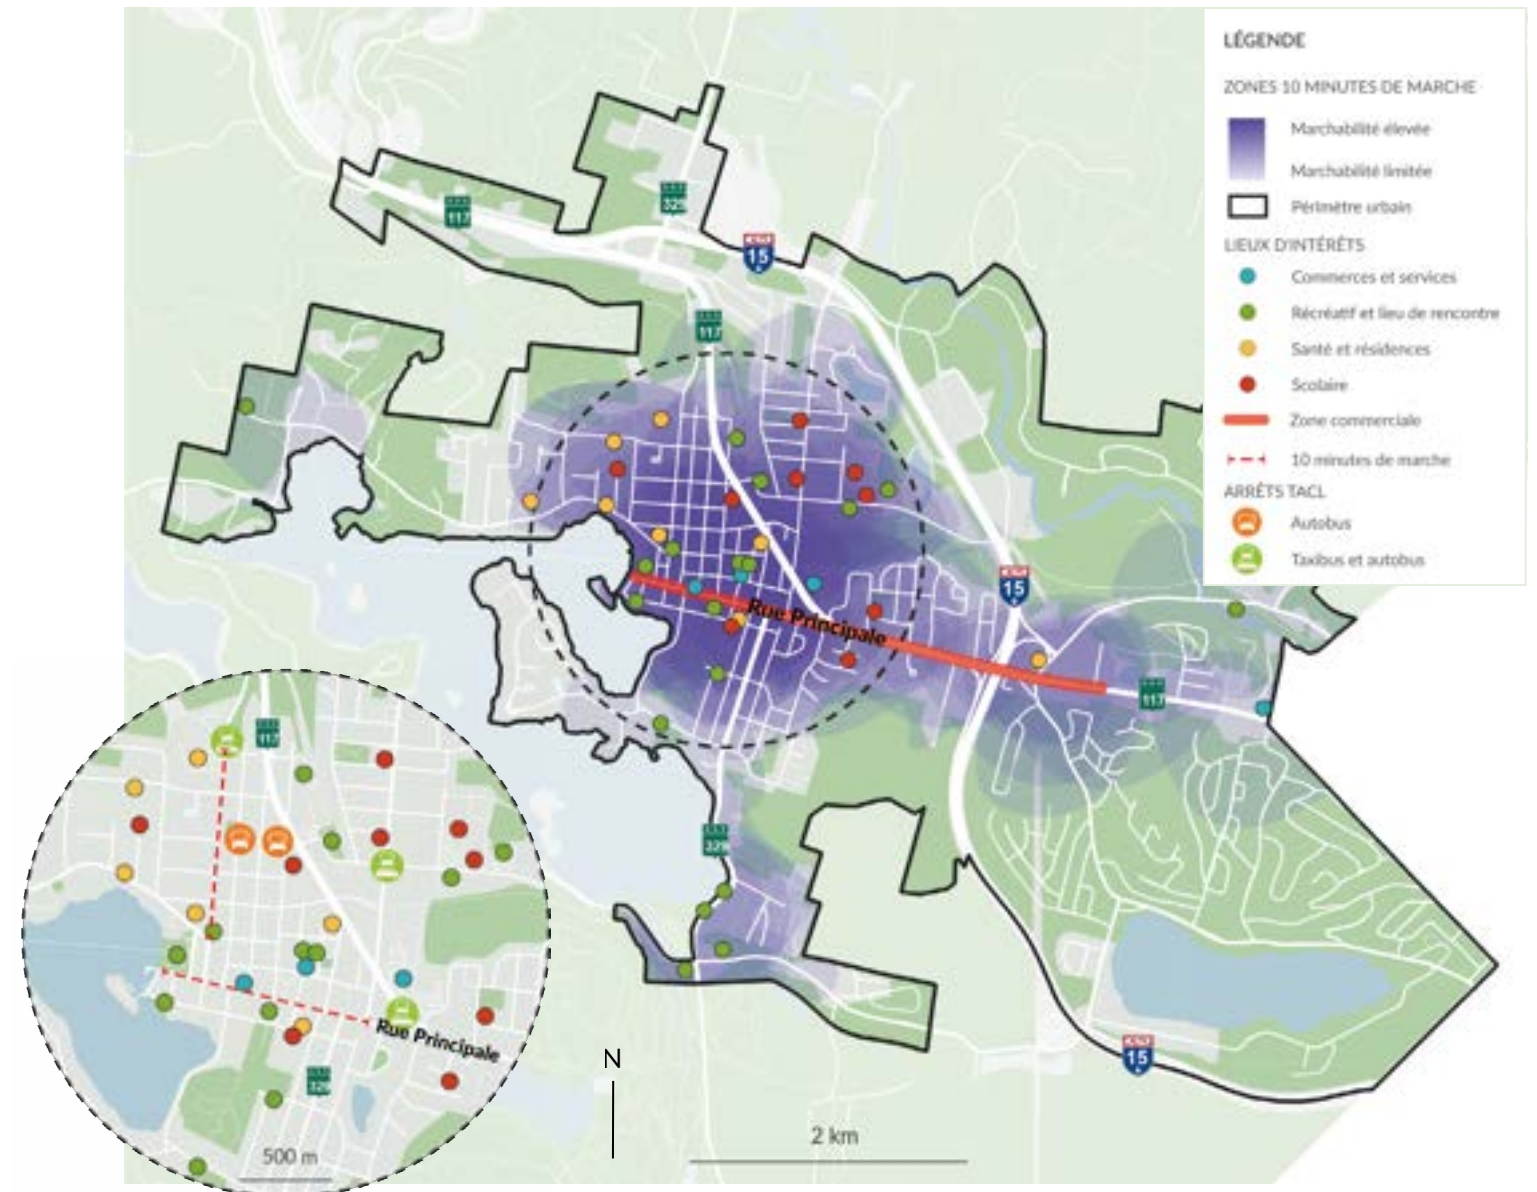 LÉGENDE
ZONES 10 MINUTES DE MARCHE
Marchabilité élevée
Marchabilité limitée
Périmètre urbain
LIEUX D'INTÉRÊTS
Commerces et services
Récréatif et lieu de rencontre
Santé et résidences
Scolaire
Zone commerciale
10 minutes de marche
ARRÊTS TACL
Autobus
Taxibus et autobus
117
329
15
117
15
Rue Principale
117
329
15
2 km
N
117
Rue Principale
329
500 m